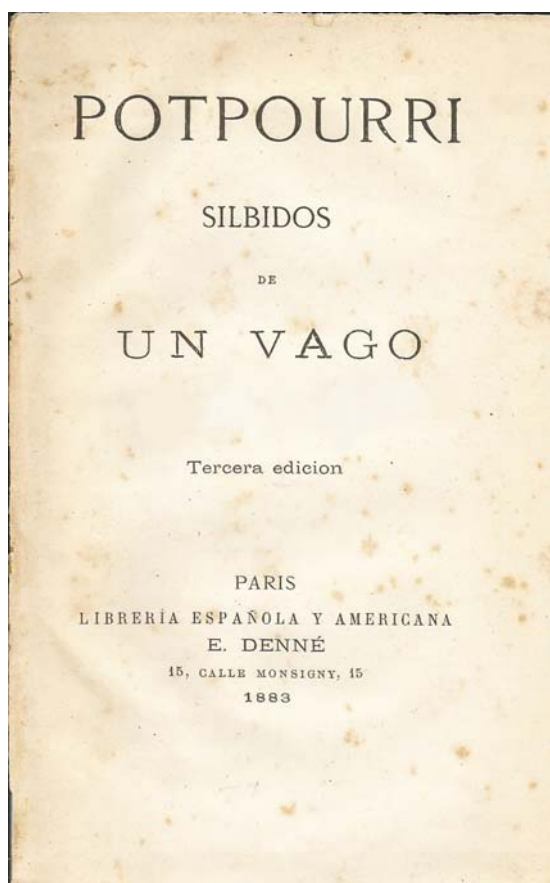 POTPOURRI
SILBIDOS
DE
UN VAGO
Tercera edicion
PARIS
LIBRERÍA ESPAÑOLA Y AMERICANA
E. DENNÉ
15, CALLE MONSIGNY, 15
1883